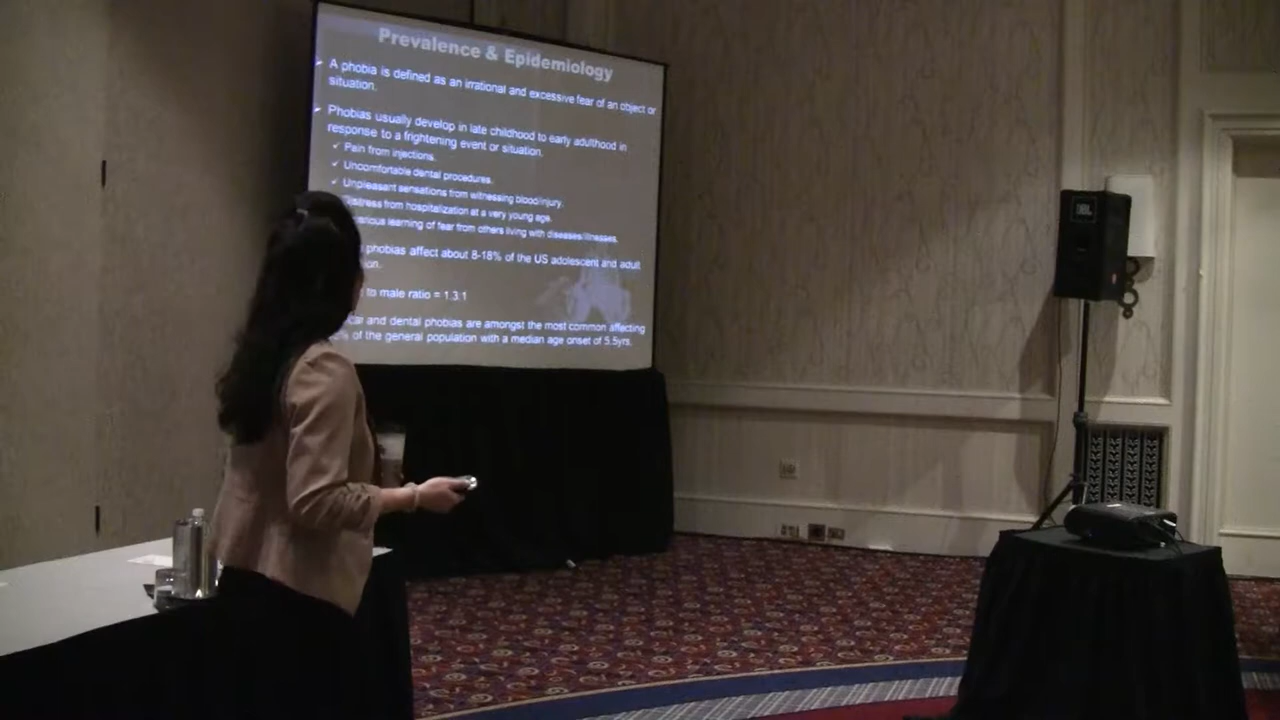 Prevalence & Epidemiology
A phobia is defined as an irrational and excessive fear of an object or
situation.
Phobias usually develop in late childhood to early adulthood in
response to a frightening event or situation.
Pain from injections.
Uncomfortable dental procedures.
Unpleasant sensations from witnessing blood/injury.
from hospitalization at a very young age.
learning of fear from others living with diseases/illnesses.
phobias affect about 8-18% of the US adolescent and adult
to male ratio = 1.3:1
and dental phobias are amongst the most common affecting
of the general population with a median age onset of 5.5yrs.
JBL